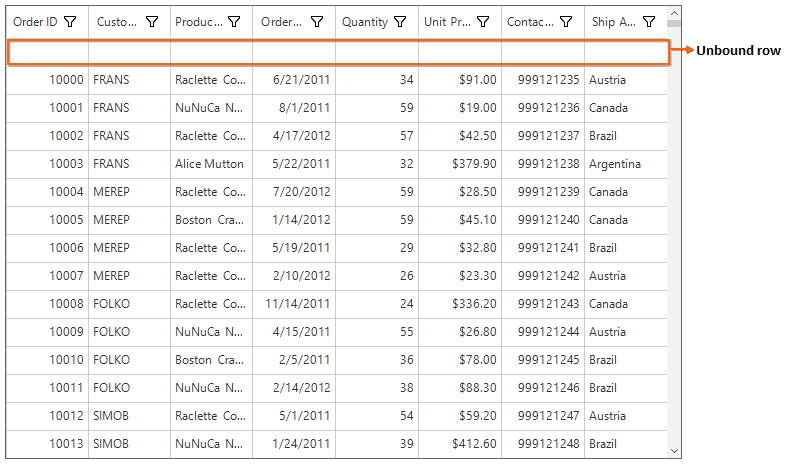 Order ID Custo... Produc... Order... Quantity Unit Pr... Contac... Ship A...
Unbound row
10000 FRANS Raclette Co... 6/21/2011 34 $91.00 999121235 Austria
10001 FRANS NuNuCa N... 8/1/2011 59 $19.00 999121236 Canada
10002 FRANS Raclette Co... 4/17/2012 57 $42.50 999121237 Brazil
10003 FRANS Alice Mutton 5/22/2011 32 $379.90 999121238 Argentina
10004 MEREP Raclette Co... 7/20/2012 59 $28.50 999121239 Canada
10005 MEREP Boston Cra... 1/14/2012 59 $45.10 999121240 Canada
10006 MEREP Raclette Co... 5/19/2011 29 $32.80 999121241 Brazil
10007 MEREP Raclette Co... 2/10/2012 26 $23.30 999121242 Austria
10008 FOLKO Raclette Co... 11/14/2011 24 $336.20 999121243 Canada
10009 FOLKO NuNuCa N... 4/15/2011 55 $26.80 999121244 Austria
10010 FOLKO Boston Cra... 2/5/2011 36 $78.00 999121245 Brazil
10011 FOLKO NuNuCa N... 2/14/2012 38 $88.30 999121246 Brazil
10012 SIMOB Raclette Co... 5/1/2011 54 $59.20 999121247 Austria
10013 SIMOB NuNuCa N... 1/24/2011 39 $412.60 999121248 Brazil